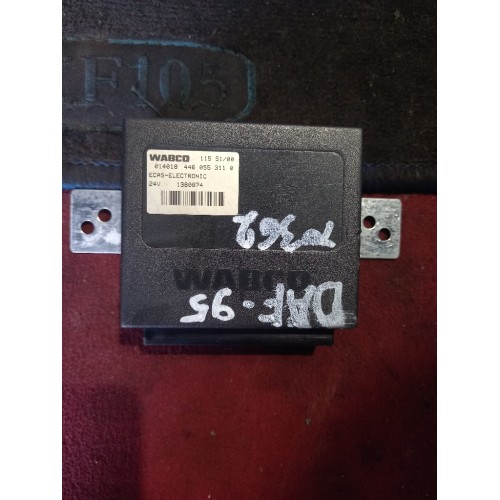 F105
WABCO 115 51/00
014018 446 055 311 0
ECAS-ELECTRONIC
24V 1380874
WABCO
DAF-95